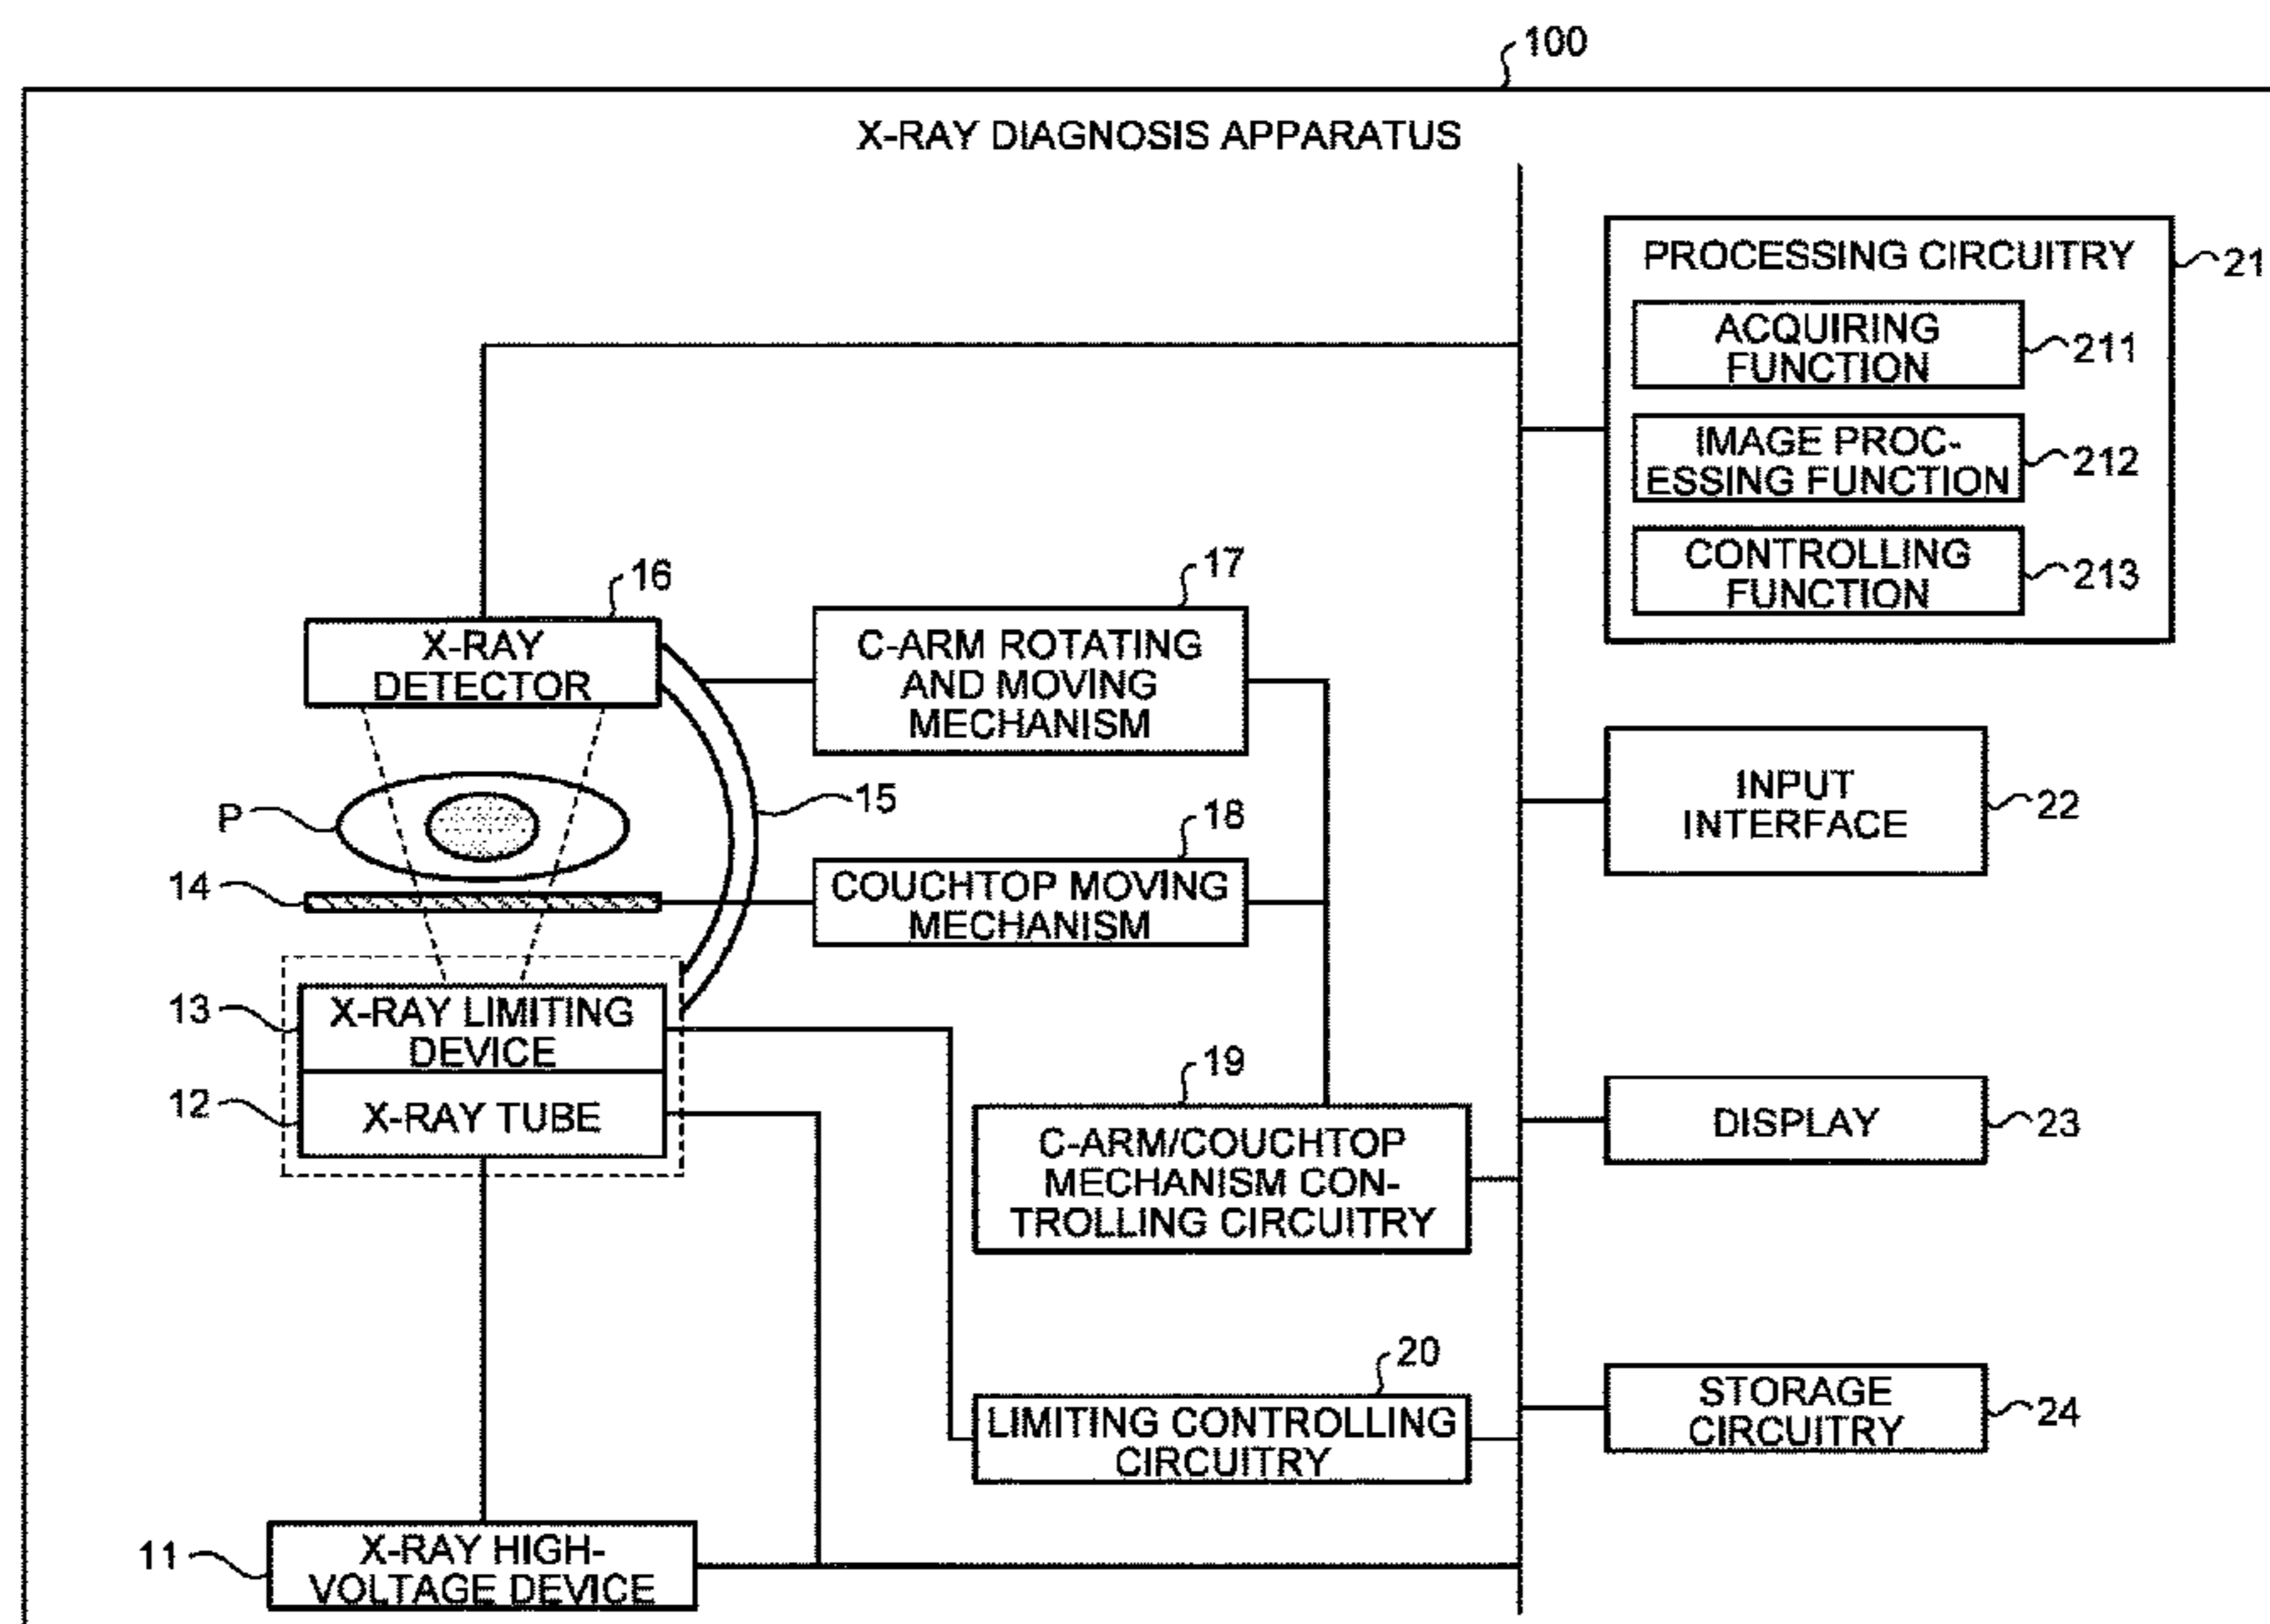 100
X-RAY DIAGNOSIS APPARATUS
PROCESSING CIRCUITRY
21
ACQUIRING
FUNCTION
211
IMAGE PROC-
ESSING FUNCTION
212
CONTROLLING
FUNCTION
213
16
X-RAY
DETECTOR
17
C-ARM ROTATING
AND MOVING
MECHANISM
INPUT
INTERFACE
22
P
15
14
18
COUCHTOP MOVING
MECHANISM
13
X-RAY LIMITING
DEVICE
12
X-RAY TUBE
19
C-ARM/COUCHTOP
MECHANISM CON-
TROLLING CIRCUITRY
DISPLAY
23
20
LIMITING CONTROLLING
CIRCUITRY
STORAGE
CIRCUITRY
24
11
X-RAY HIGH-
VOLTAGE DEVICE